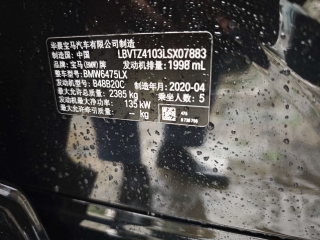 华晨宝马汽车有限公司制造
制造国：中国 LBVTZ4103LSX07883
品牌：宝马(BMW)牌 发动机排量：1998 mL
整车型号：BMW6475LX
发动机型号：B48B20C 制造年月：2020-04
最大允许总质量：2385 kg 乘坐人数：5
发动机最大净功率：135 kW
最大允许牵引质量：— kg